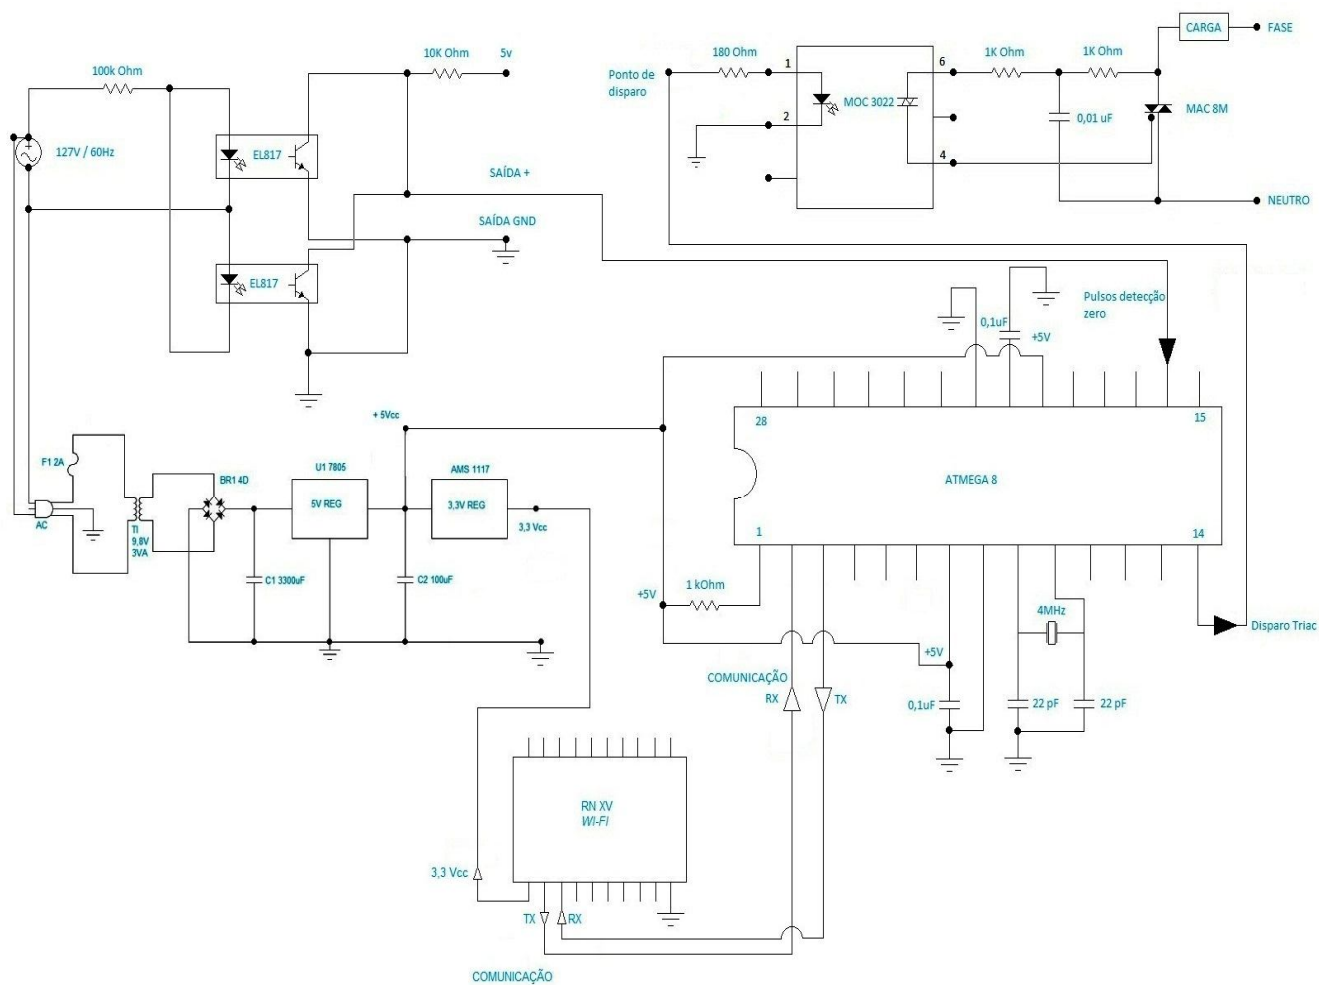 CARGA
FASE
10K Ohm
5v
180 Ohm
1K Ohm
1K Ohm
100k Ohm
Ponto de
disparo
1
6
MOC 3022
MAC 8M
2
0,01 uF
127V / 60Hz
EL817
4
SAÍDA +
NEUTRO
SAÍDA GND
EL817
Pulsos detecção
zero
0,1uF
+5V
+ 5Vcc
28
15
F1 2A
U1 7805
AMS 1117
BR1 4D
ATMEGA 8
5V REG
3,3V REG
AC
TI
9,8V
3VA
3,3 Vcc
1
14
C1 3300uF
C2 100uF
1 kOhm
+5V
4MHz
Disparo Triac
+5V
COMUNICAÇÃO
RX
TX
0,1uF
22 pF
22 pF
RN XV
WI-FI
3,3 Vcc
TX
RX
COMUNICAÇÃO